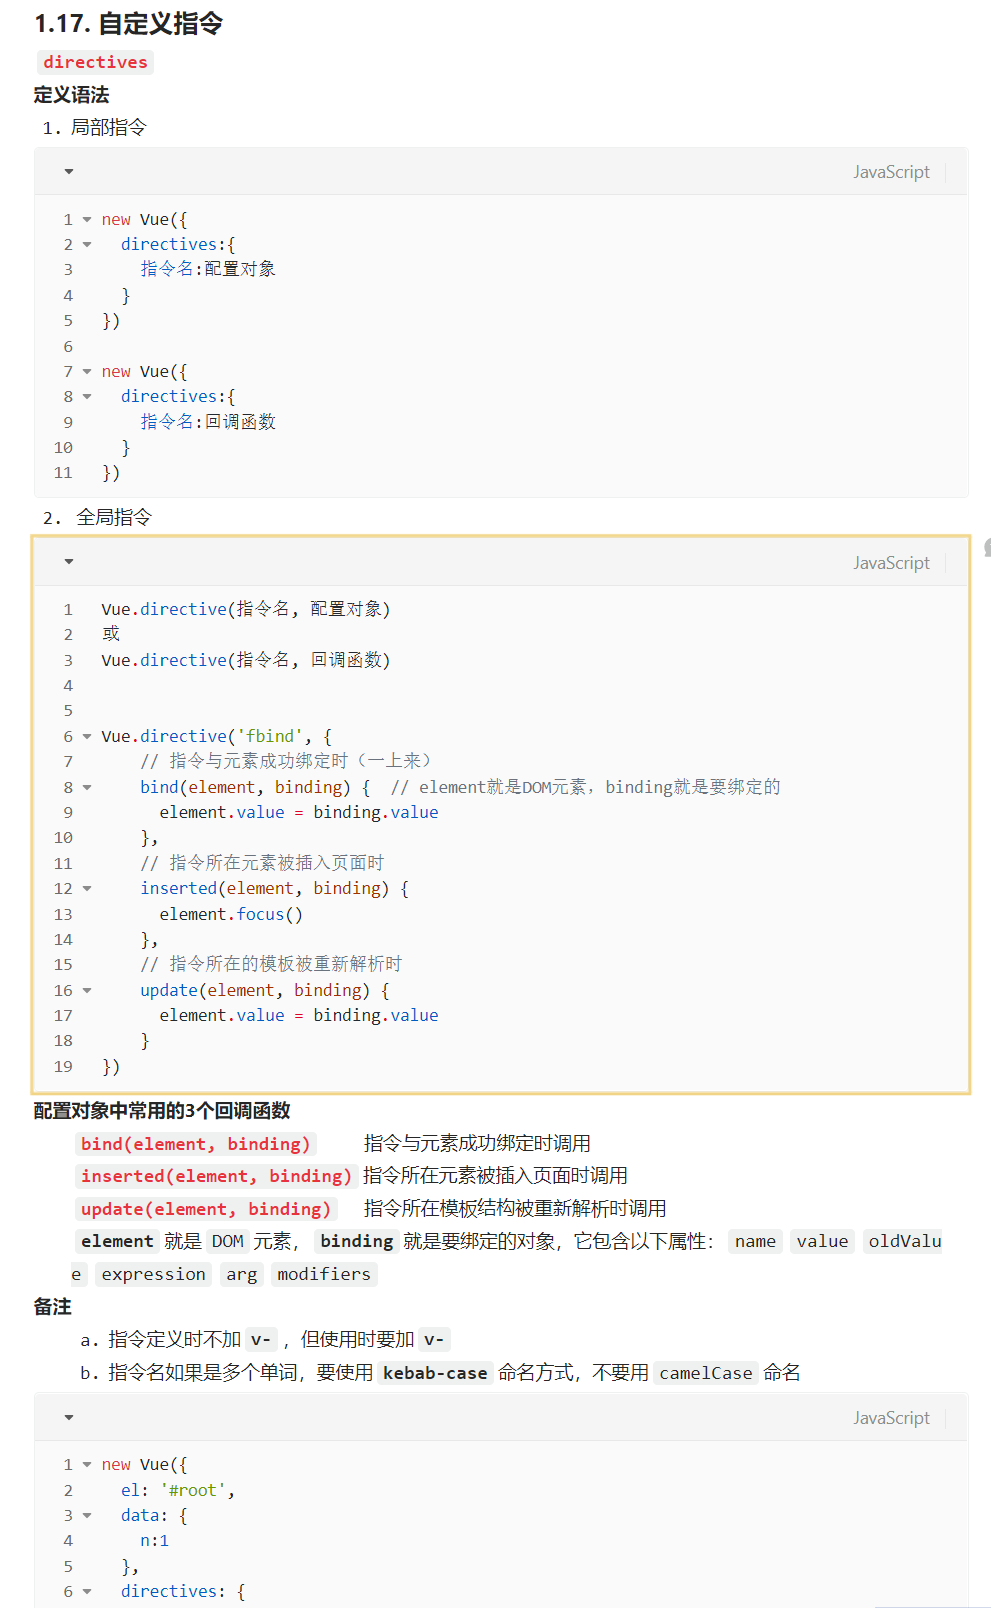 1.17. 自定义指令
directives
定义语法
1. 局部指令
JavaScript
1 new Vue({
2 directives:{
3 指令名:配置对象
4 }
5 })
6
7 new Vue({
8 directives:{
9 指令名:回调函数
10 }
11 })
2. 全局指令
JavaScript
1 Vue.directive(指令名, 配置对象)
2 或
3 Vue.directive(指令名, 回调函数)
4
5
6 Vue.directive('fbind', {
7 // 指令与元素成功绑定时（一上来）
8 bind(element, binding) { // element就是DOM元素，binding就是要绑定的
9 element.value = binding.value
10 },
11 // 指令所在元素被插入页面时
12 inserted(element, binding) {
13 element.focus()
14 },
15 // 指令所在的模板被重新解析时
16 update(element, binding) {
17 element.value = binding.value
18 }
19 })
配置对象中常用的3个回调函数
bind(element, binding) 指令与元素成功绑定时调用
inserted(element, binding) 指令所在元素被插入页面时调用
update(element, binding) 指令所在模板结构被重新解析时调用
element 就是 DOM 元素， binding 就是要绑定的对象，它包含以下属性： name value oldValu
e expression arg modifiers
备注
a. 指令定义时不加 v- ，但使用时要加 v-
b. 指令名如果是多个单词，要使用 kebab-case 命名方式，不要用 camelCase 命名
JavaScript
1 new Vue({
2 el: '#root',
3 data: {
4 n:1
5 },
6 directives: {